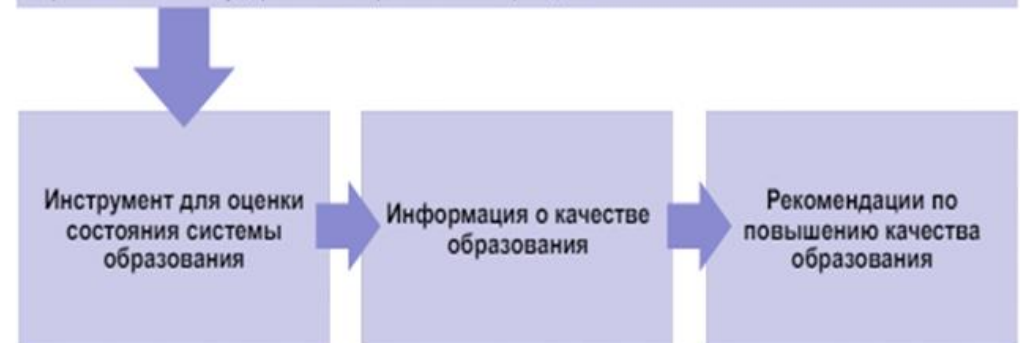 Инструмент для оценки
состояния системы
образования
Информация о качестве
образования
Рекомендации по
повышению качества
образования